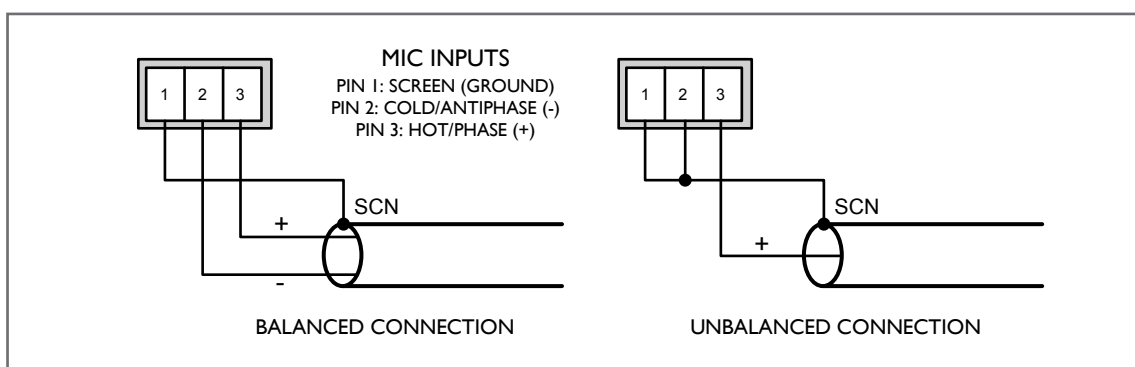 MIC INPUTS
PIN 1: SCREEN (GROUND)
PIN 2: COLD/ANTIPHASE (-)
PIN 3: HOT/PHASE (+)
1 2 3
SCN
+
-
BALANCED CONNECTION
1 2 3
SCN
+
UNBALANCED CONNECTION